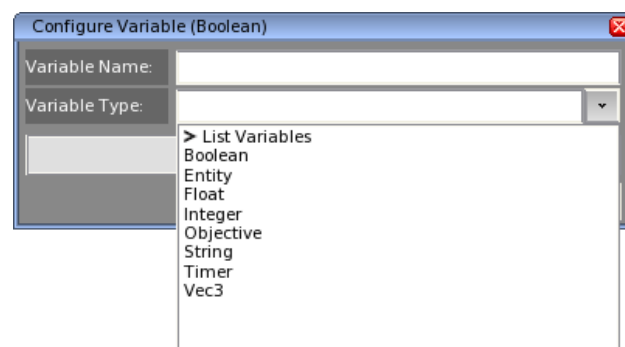 Configure Variable (Boolean)
Variable Name:
Variable Type:
> List Variables
Boolean
Entity
Float
Integer
Objective
String
Timer
Vec3